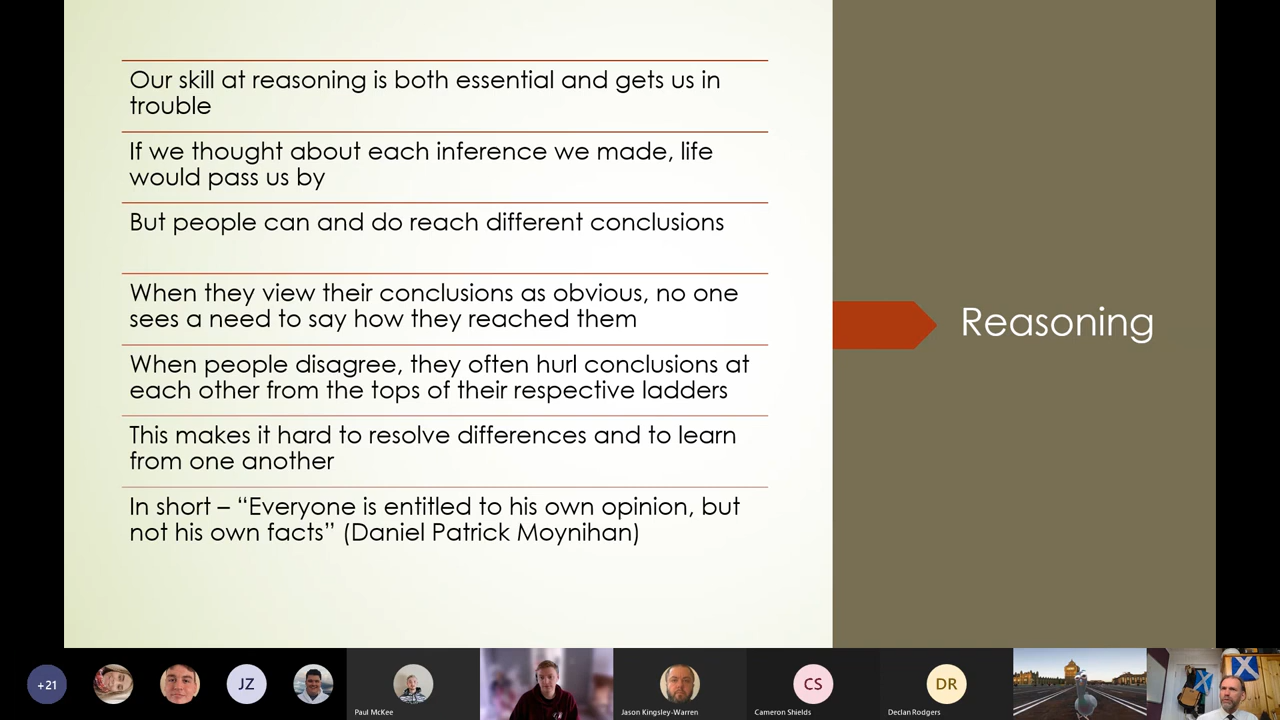 Our skill at reasoning is both essential and gets us in
trouble
If we thought about each inference we made, life
would pass us by
But people can and do reach different conclusions
When they view their conclusions as obvious, no one
sees a need to say how they reached them
When people disagree, they often hurl conclusions at
each other from the tops of their respective ladders
This makes it hard to resolve differences and to learn
from one another
In short – “Everyone is entitled to his own opinion, but
not his own facts” (Daniel Patrick Moynihan)
Reasoning
+21
JZ
Paul McKee
Jason Kingsley-Warren
CS
Cameron Shields
DR
Declan Rodgers